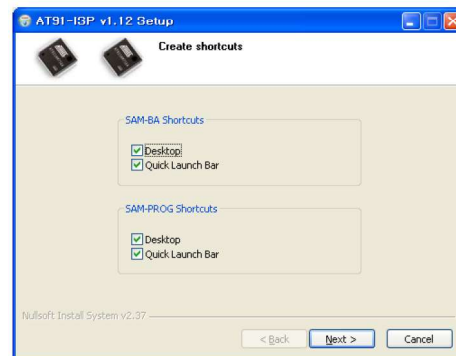 AT91-ISP v1.12 Setup
Create shortcuts
SAM-BA Shortcuts
Desktop
Quick Launch Bar
SAM-PROG Shortcuts
Desktop
Quick Launch Bar
Nullsoft Install System v2.37
< Back Next > Cancel